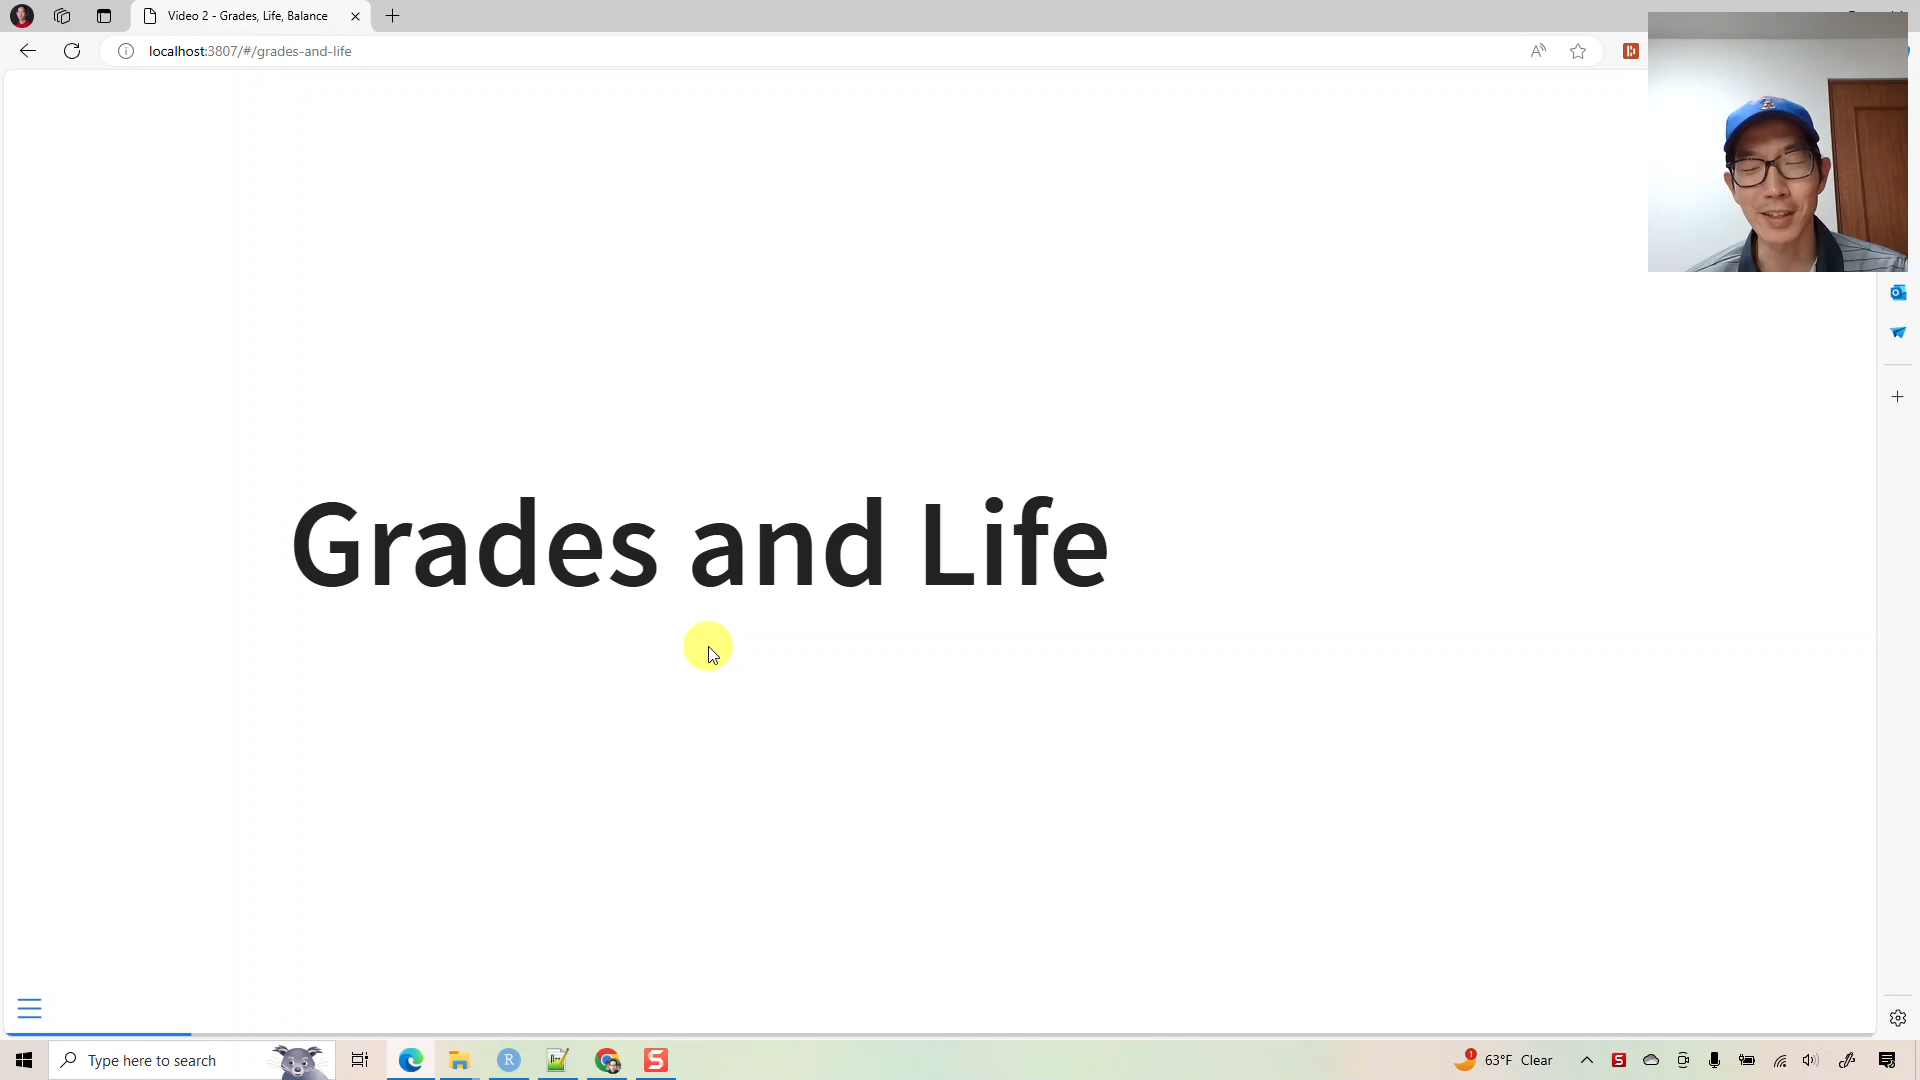 Video 2 - Grades, Life, Balance
localhost:3807/#/grades-and-life
Grades and Life
Type here to search
63°F Clear